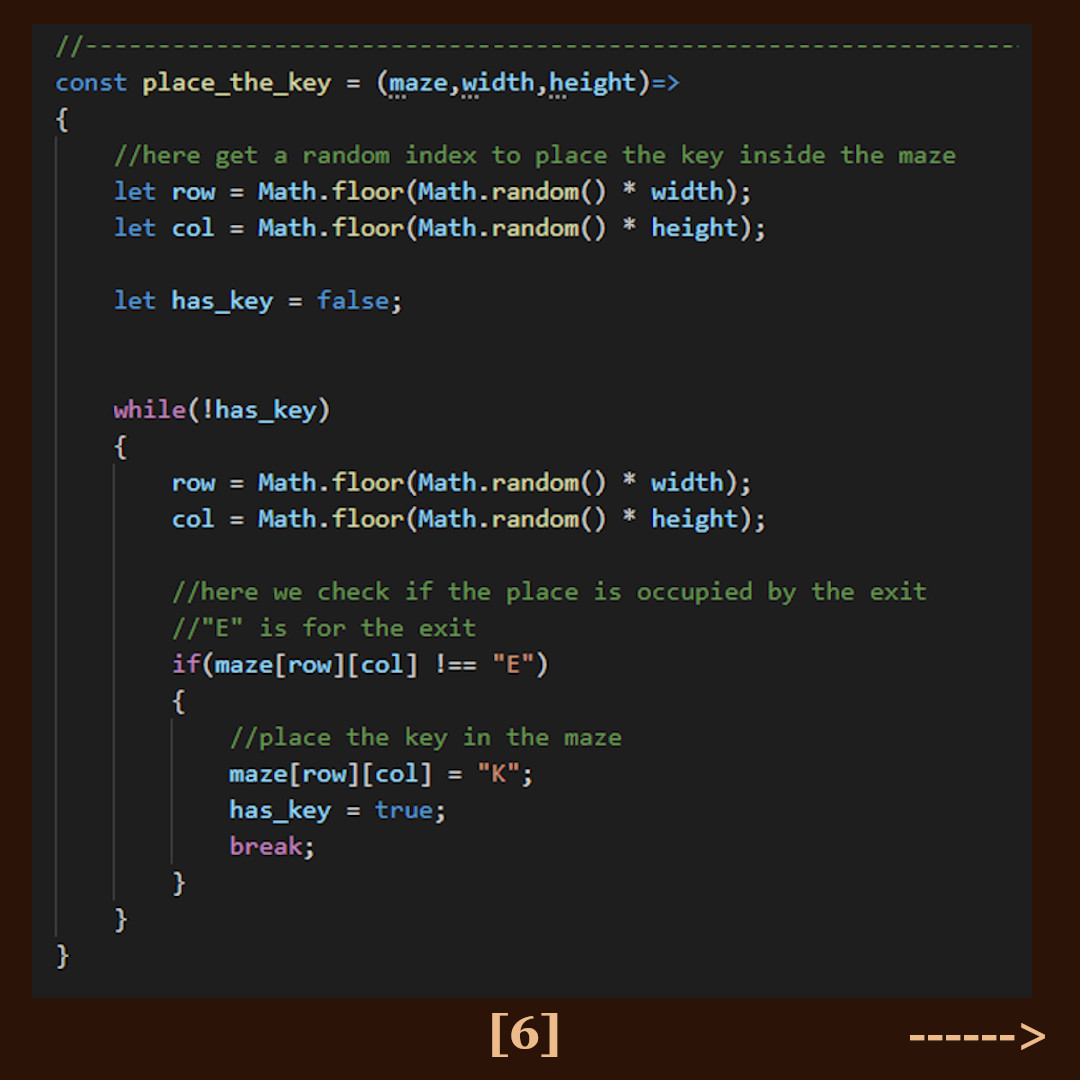 //----------------------------------------------------------------
const place_the_key = (maze,width,height)=>
{
    //here get a random index to place the key inside the maze
    let row = Math.floor(Math.random() * width);
    let col = Math.floor(Math.random() * height);
    let has_key = false;
    while(!has_key)
    {
        row = Math.floor(Math.random() * width);
        col = Math.floor(Math.random() * height);
        //here we check if the place is occupied by the exit
        //"E" is for the exit
        if(maze[row][col] !== "E")
        {
            //place the key in the maze
            maze[row][col] = "K";
            has_key = true;
            break;
        }
    }
}
[6]
------>